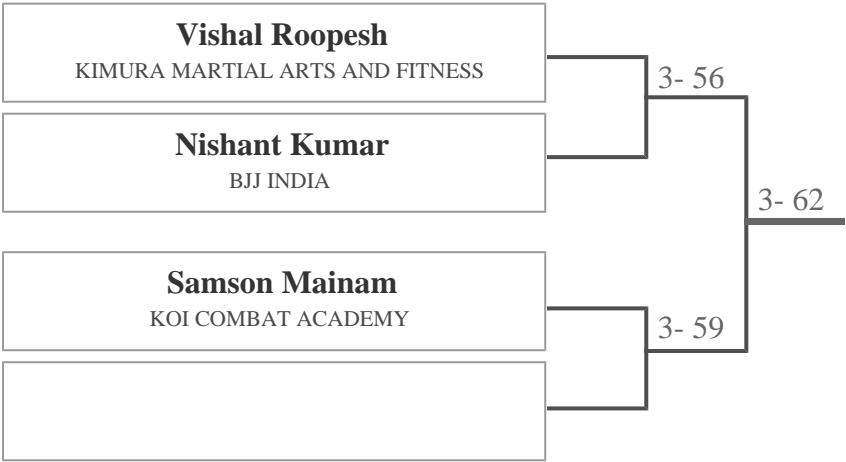 Vishal Roopesh
KIMURA MARTIAL ARTS AND FITNESS
3- 56
Nishant Kumar
BJJ INDIA
3- 62
Samson Mainam
KOI COMBAT ACADEMY
3- 59